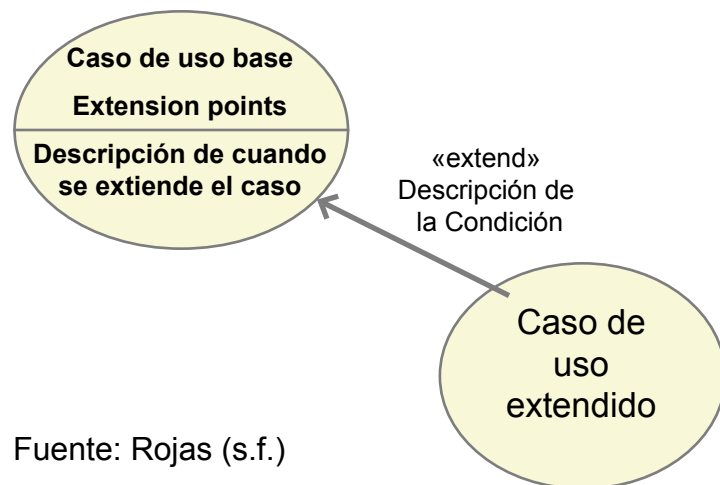 Caso de uso base
Extension points
Descripción de cuando
se extiende el caso
«extend»
Descripción de
la Condición
Caso de
uso
extendido
Fuente: Rojas (s.f.)